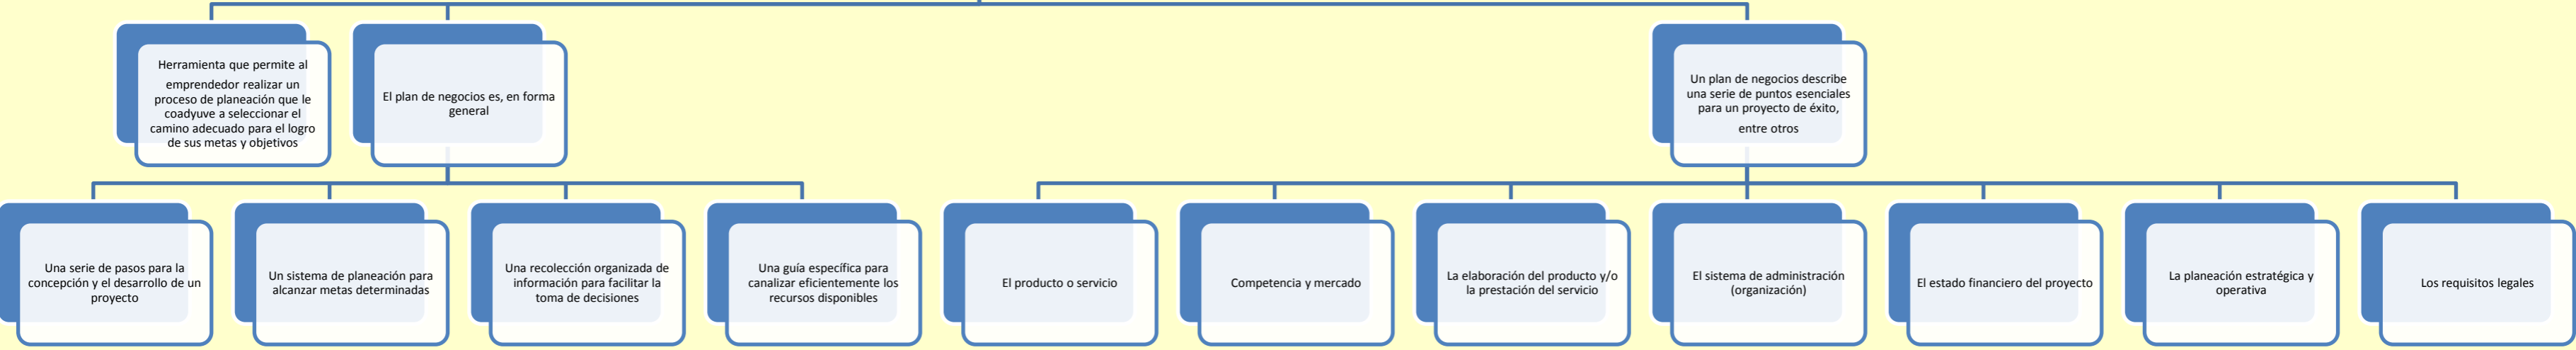 Herramienta que permite al
emprendedor realizar un
proceso de planeación que le
coadyuve a seleccionar el
camino adecuado para el logro
de sus metas y objetivos
El plan de negocios es, en forma
general
Un plan de negocios describe
una serie de puntos esenciales
para un proyecto de éxito,
entre otros
Una serie de pasos para la
concepción y el desarrollo de un
proyecto
Un sistema de planeación para
alcanzar metas determinadas
Una recolección organizada de
información para facilitar la
toma de decisiones
Una guía específica para
canalizar eficientemente los
recursos disponibles
El producto o servicio
Competencia y mercado
La elaboración del producto y/o
la prestación del servicio
El sistema de administración
(organización)
El estado financiero del proyecto
La planeación estratégica y
operativa
Los requisitos legales